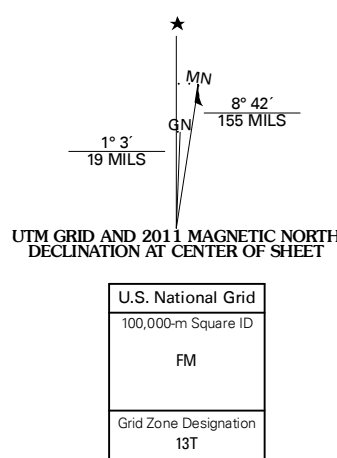 MN
GN
8° 42´
155 MILS
1° 3´
19 MILS
UTM GRID AND 2011 MAGNETIC NORTH
DECLINATION AT CENTER OF SHEET
U.S. National Grid
100,000-m Square ID
FM
Grid Zone Designation
13T